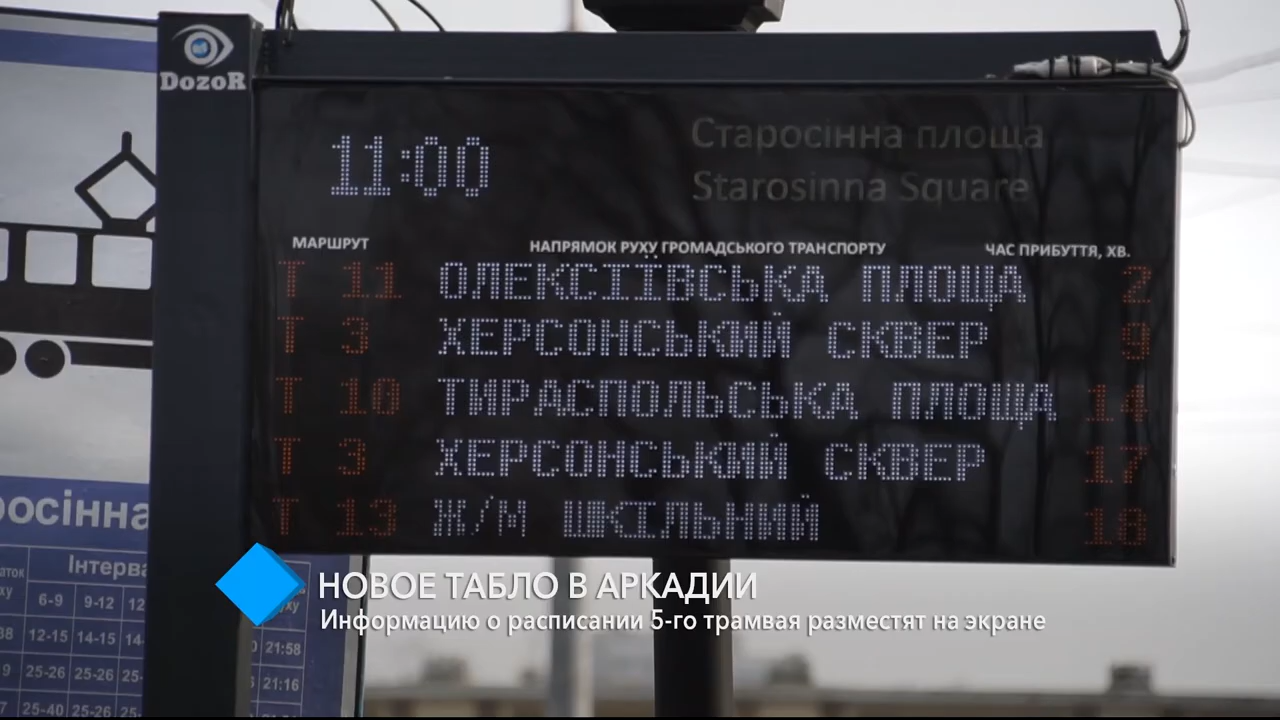 DozoR
11:00
Старосінна площа
Starosinna Square
МАРШРУТ НАПРЯМОК РУХУ ГРОМАДСЬКОГО ТРАНСПОРТУ ЧАС ПРИБУТТЯ, ХВ.
Т 11 ОЛЕКСІЇВСЬКА ПЛОЩА 2
Т 3 ХЕРСОНСЬКИЙ СКВЕР 9
Т 10 ТИРАСПОЛЬСЬКА ПЛОЩА 14
Т 3 ХЕРСОНСЬКИЙ СКВЕР 17
Т 13 Ж/М ШКІЛЬНИЙ 18
НОВОЕ ТАБЛО В АРКАДИИ
Информацию о расписании 5-го трамвая разместят на экране
6-9 9-12
12-15 14-15 21:58
25-26 25-26 21:16
25-40 25-26